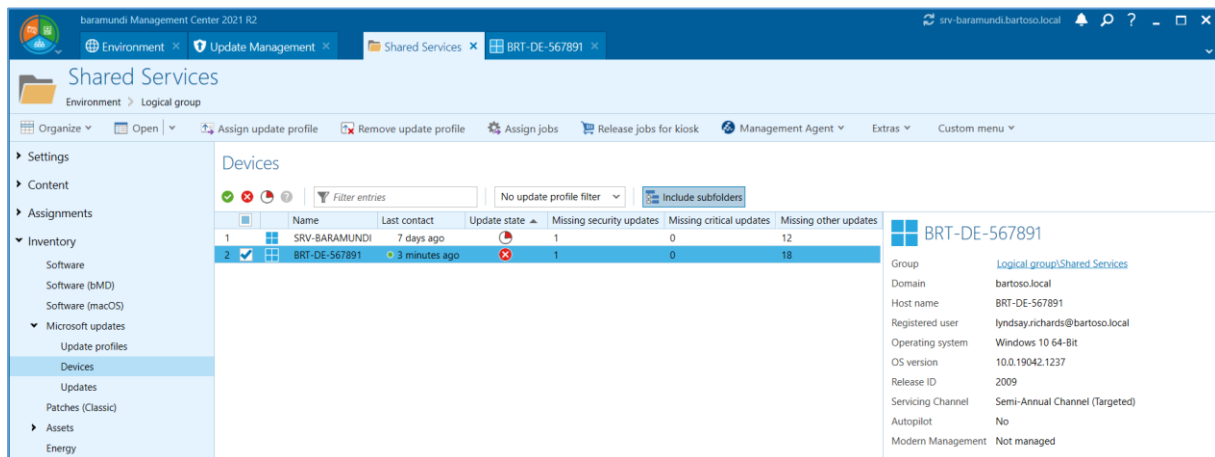 baramundi Management Center 2021 R2
srv-baramundi.bartoso.local ?
Environment Update Management Shared Services BRT-DE-567891
Shared Services
Environment > Logical group
Organize Open Assign update profile Remove update profile Assign jobs Release jobs for kiosk Management Agent Extras Custom menu
Settings
Content
Assignments
Inventory
Software
Software (bMD)
Software (macOS)
Microsoft updates
Update profiles
Devices
Updates
Patches (Classic)
Assets
Energy
Devices
Filter entries No update profile filter Include subfolders
Name Last contact Update state Missing security updates Missing critical updates Missing other updates
1 SRV-BARAMUNDI 7 days ago 1 0 12
2 BRT-DE-567891 3 minutes ago 1 0 18
BRT-DE-567891
Group Logical group\Shared Services
Domain bartoso.local
Host name BRT-DE-567891
Registered user lyndsay.richards@bartoso.local
Operating system Windows 10 64-Bit
OS version 10.0.19042.1237
Release ID 2009
Servicing Channel Semi-Annual Channel (Targeted)
Autopilot No
Modern Management Not managed